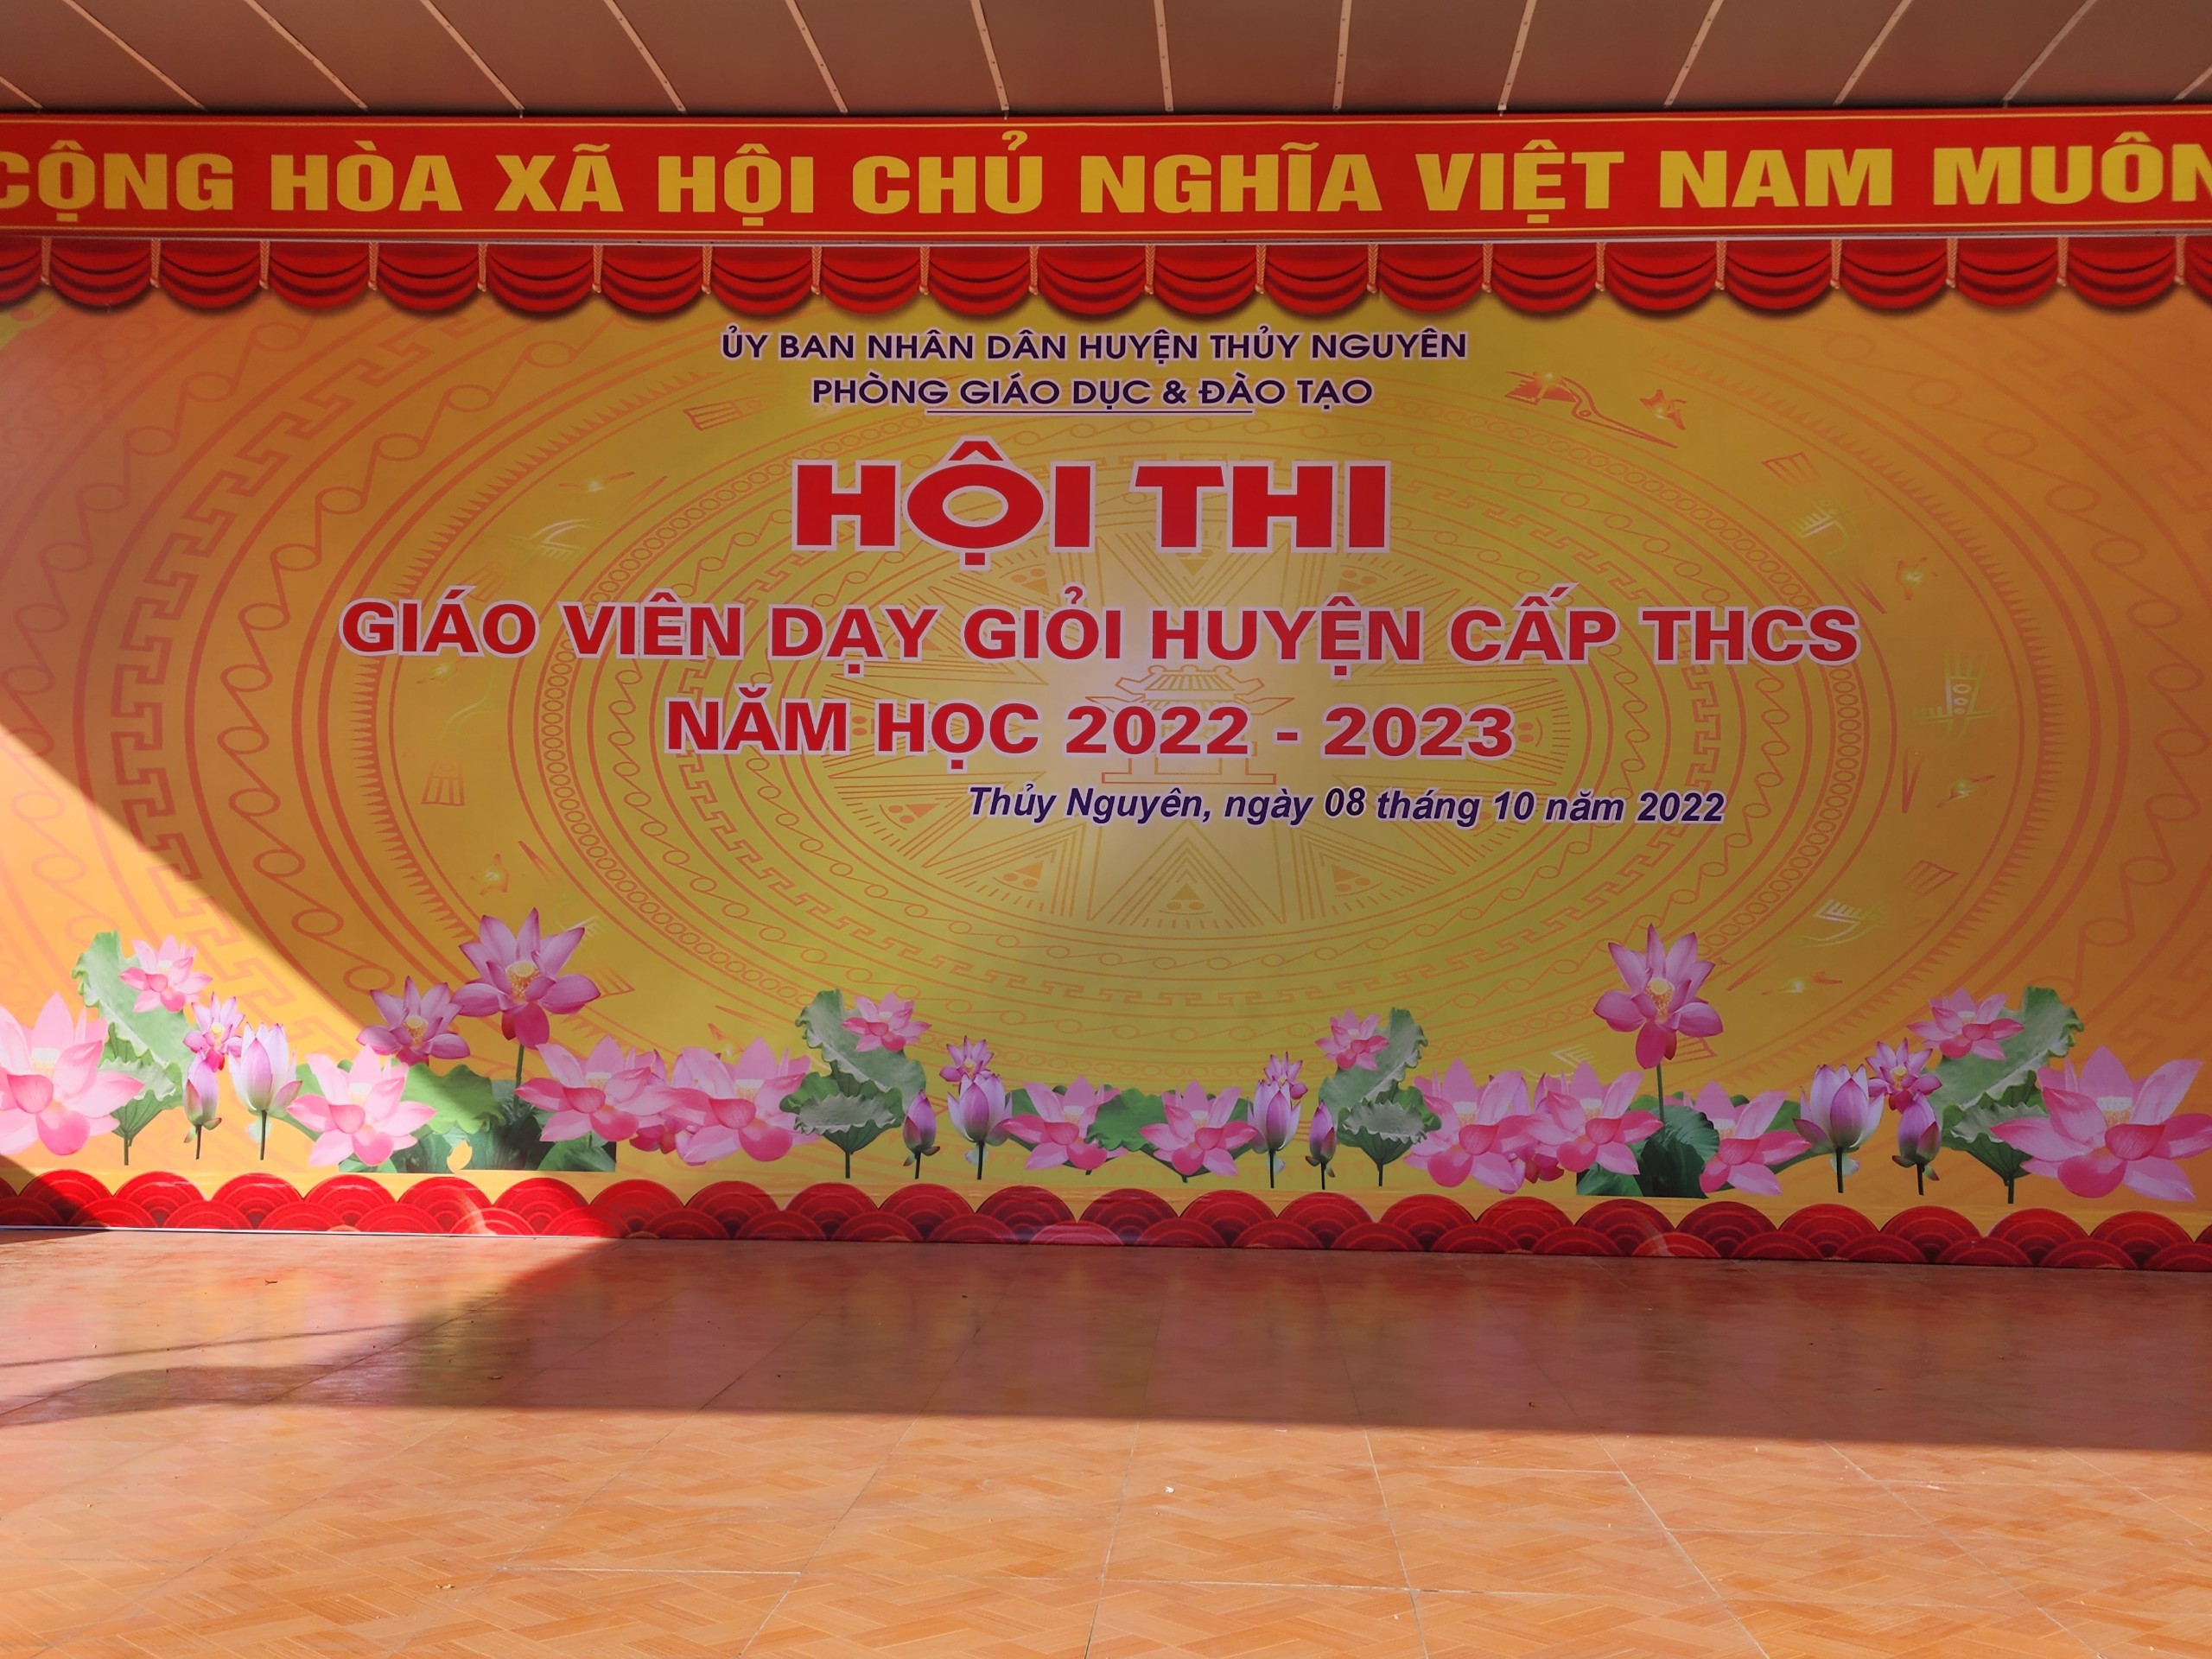 CỘNG HÒA XÃ HỘI CHỦ NGHĨA VIỆT NAM MUÔN
ỦY BAN NHÂN DÂN HUYỆN THỦY NGUYÊN
PHÒNG GIÁO DỤC & ĐÀO TẠO
HỘI THI
GIÁO VIÊN DẠY GIỎI HUYỆN CẤP THCS
NĂM HỌC 2022 - 2023
Thủy Nguyên, ngày 08 tháng 10 năm 2022